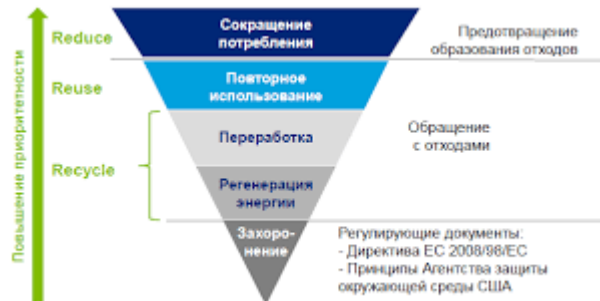 Повышение приоритетности
Reduce
Сокращение
потребления
Предотвращение
образования отходов
Reuse
Повторное
использование
Recycle
Переработка
Обращение
с отходами
Регенерация
энергии
Захоро-
нение
Регулирующие документы:
- Директива ЕС 2008/98/ЕС
- Принципы Агентства защиты
окружающей среды США